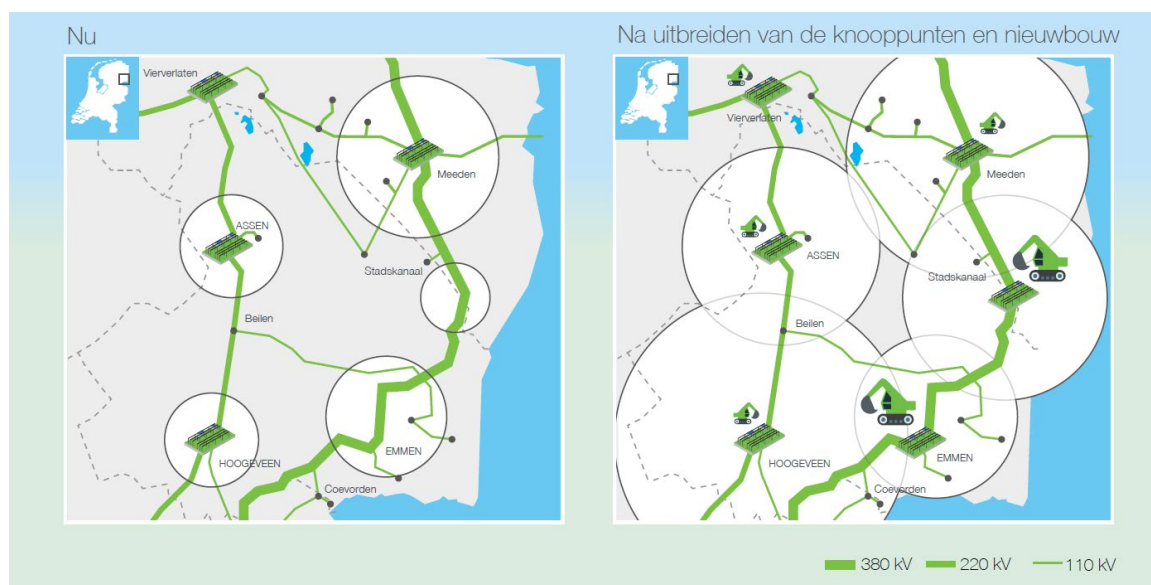 Nu
Vierverlaten
Meeden
ASSEN
Stadskanaal
Beilen
EMMEN
HOOGEVEEN
Coevorden
Na uitbreiden van de knooppunten en nieuwbouw
Vierverlaten
Meeden
ASSEN
Stadskanaal
Beilen
HOOGEVEEN
EMMEN
Coevorden
380 kV 220 kV 110 kV